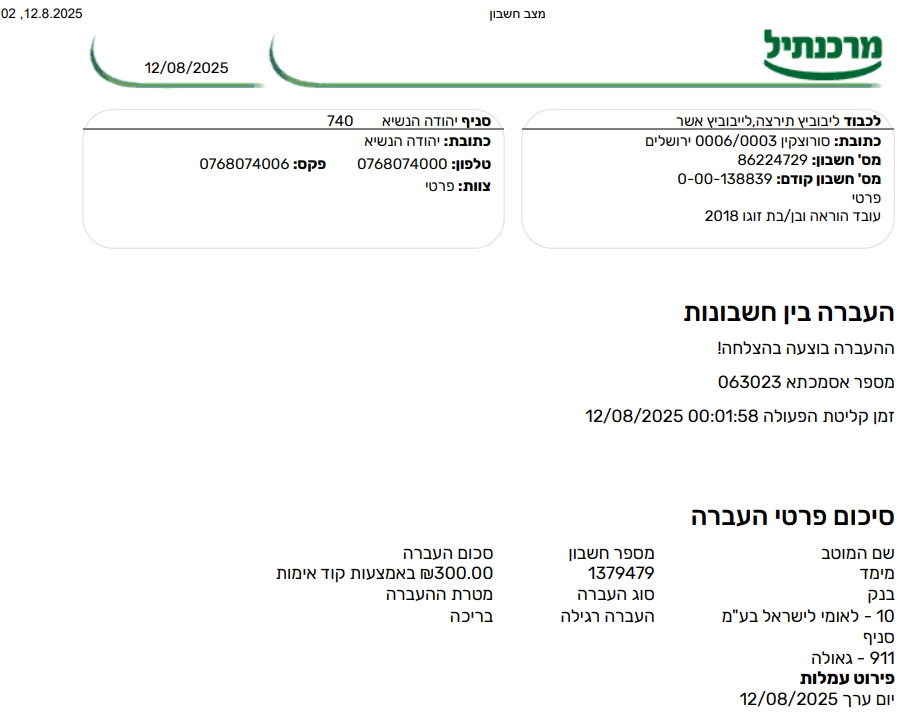 12.8.2025, 02
מצב חשבון
מרכנתיל
12/08/2025
לכבוד ליבוביץ תירצה,לייבוביץ אשר
כתובת: סורוצקין 0006/0003 ירושלים
מס' חשבון: 86224729
מס' חשבון קודם: 0-00-138839
פרטי
עובד הוראה ובן/בת זוגו 2018
סניף יהודה הנשיא 740
כתובת: יהודה הנשיא
טלפון: 0768074000 פקס: 0768074006
צוות: פרטי
העברה בין חשבונות
ההעברה בוצעה בהצלחה!
מספר אסמכתא 063023
זמן קליטת הפעולה 00:01:58 12/08/2025
סיכום פרטי העברה
שם המוטב מספר חשבון סכום העברה
מימד 1379479 ₪300.00 באמצעות קוד אימות
בנק סוג העברה מטרת ההעברה
10 - לאומי לישראל בע"מ העברה רגילה בריכה
סניף
911 - גאולה
פירוט עמלות
יום ערך 12/08/2025